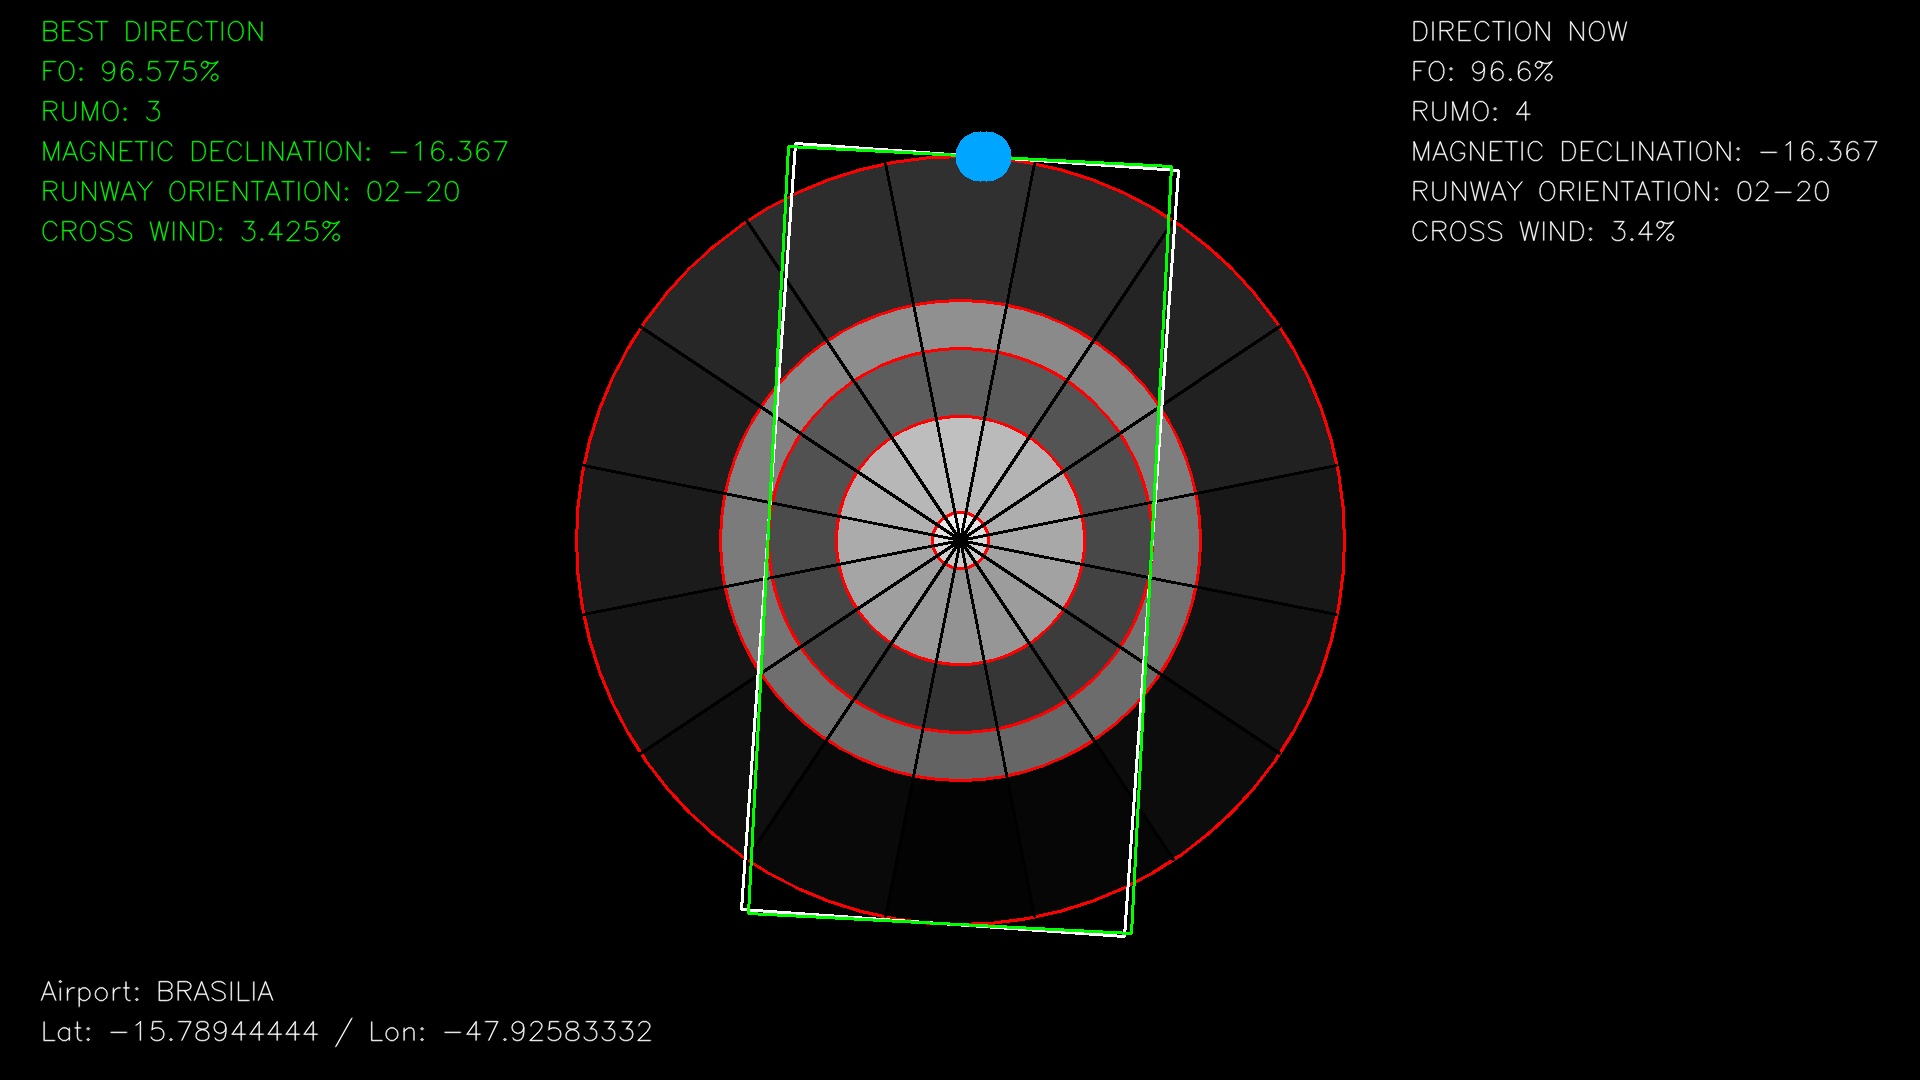 BEST DIRECTION
FO: 96.575%
RUMO: 3
MAGNETIC DECLINATION: -16.367
RUNWAY ORIENTATION: 02-20
CROSS WIND: 3.425%
DIRECTION NOW
FO: 96.6%
RUMO: 4
MAGNETIC DECLINATION: -16.367
RUNWAY ORIENTATION: 02-20
CROSS WIND: 3.4%
Airport: BRASILIA
Lat: -15.78944444 / Lon: -47.92583332